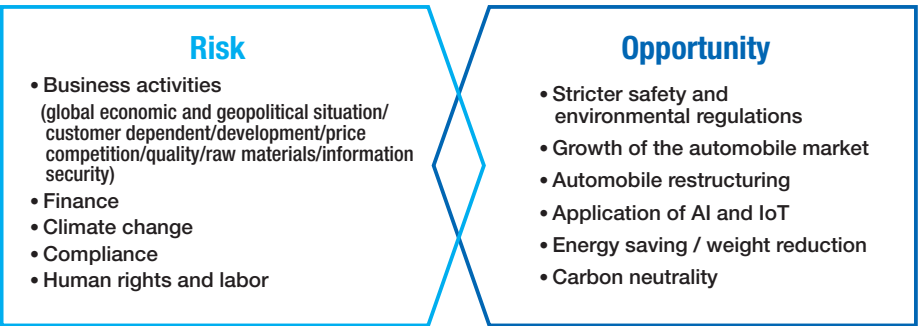 Risk
• Business activities
(global economic and geopolitical situation/
customer dependent/development/price
competition/quality/raw materials/information
security)
• Finance
• Climate change
• Compliance
• Human rights and labor
Opportunity
• Stricter safety and
environmental regulations
• Growth of the automobile market
• Automobile restructuring
• Application of AI and IoT
• Energy saving / weight reduction
• Carbon neutrality